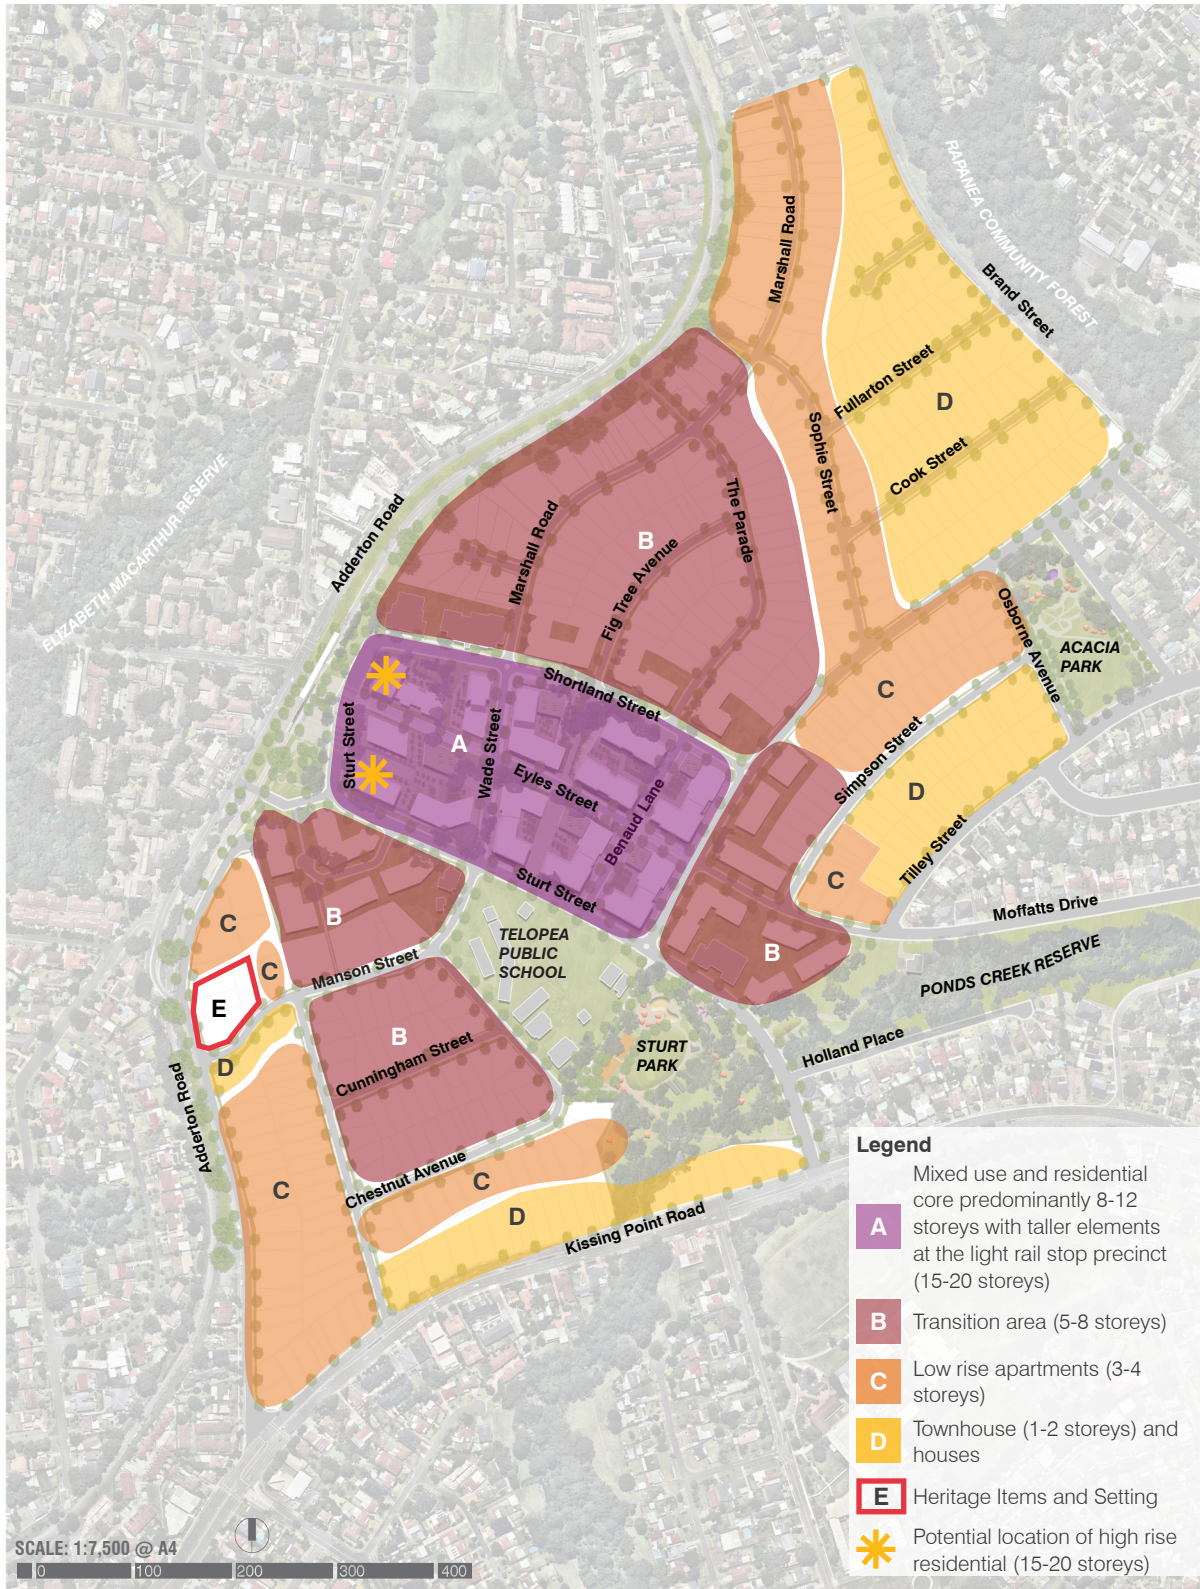 RAPANEA COMMUNITY FOREST
Marshall Road
Brand Street
Fullarton Street
D
Sophie Street
Cook Street
ELIZABETH MACARTHUR RESERVE
Adderton Road
Marshall Road
The Parade
B
Fig Tree Avenue
Osborne Avenue
ACACIA
PARK
Shortland Street
C
Sturt Street
A
Wade Street
Eyles Street
Benaud Lane
Simpson Street
D
Sturt Street
C
Tilley Street
Moffatts Drive
B
C
TELOPEA
PUBLIC
SCHOOL
B
PONDS CREEK RESERVE
Manson Street
C
E
B
Cunningham Street
SturT PARK
Holland Place
D
Adderton Road
Chestnut Avenue
C
C
D
Kissing Point Road
Legend
A
Mixed use and residential
core predominantly 8-12
storeys with taller elements
at the light rail stop precinct
(15-20 storeys)
B
Transition area (5-8 storeys)
C
Low rise apartments (3-4
storeys)
D
Townhouse (1-2 storeys) and
houses
E
Heritage Items and Setting
Potential location of high rise
residential (15-20 storeys)
SCALE: 1:7,500 @ A4
0 100 200 300 400